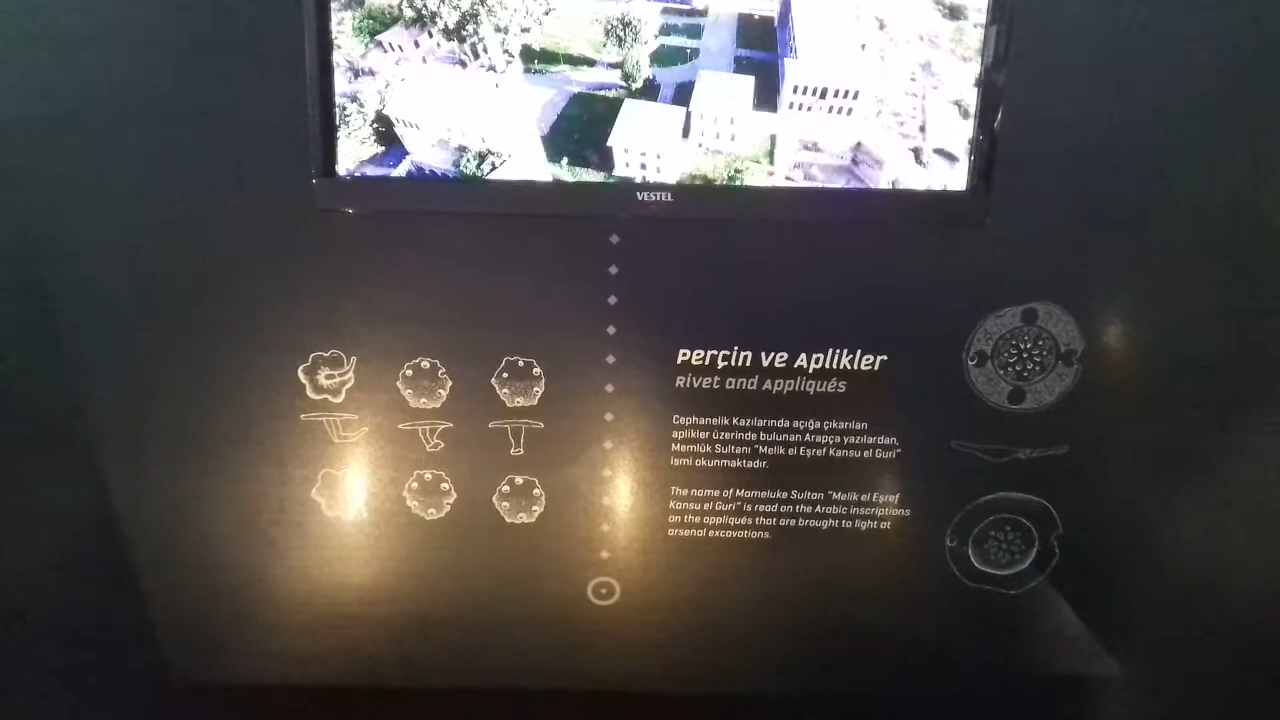 VESTEL
Perçin ve Aplikler
Rivet and Appliqués
Cephanelik Kazılarında açığa çıkarılan
aplikler üzerinde bulunan Arapça yazılardan,
Memlük Sultanı "Melik el Eşref Kansu el Guri"
ismi okunmaktadır.
The name of Mameluke Sultan "Melik el Eşref
Kansu el Guri" is read on the Arabic inscriptions
on the appliqués that are brought to light at
arsenal excavations.